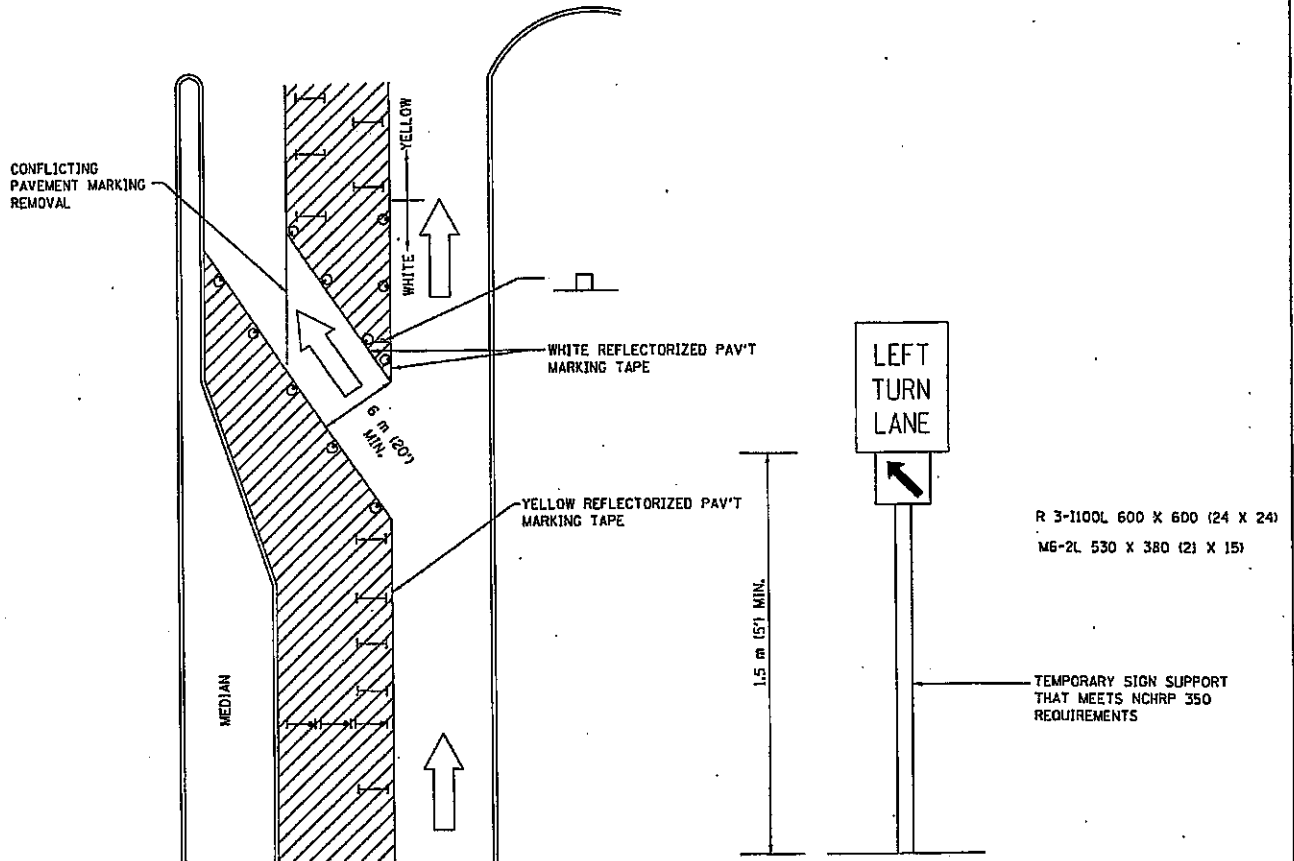 CONFLICTING
PAVEMENT MARKING
REMOVAL
YELLOW
WHITE
WHITE REFLECTORIZED PAV'T
MARKING TAPE
6 m (20')
MIN.
YELLOW REFLECTORIZED PAV'T
MARKING TAPE
MEDIAN
LEFT
TURN
LANE
1.5 m (5') MIN.
R 3-I100L 600 X 600 (24 X 24)
M6-2L 530 X 380 (21 X 15)
TEMPORARY SIGN SUPPORT
THAT MEETS NCHRP 350
REQUIREMENTS